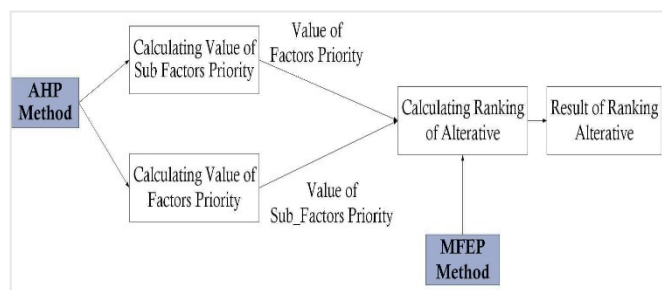 AHP
Method
Calculating Value of
Sub Factors Priority
Value of
Factors Priority
Calculating Value of
Factors Priority
Value of
Sub_Factors Priority
Calculating Ranking
of Alterative
Result of Ranking
Alterative
MFEP
Method